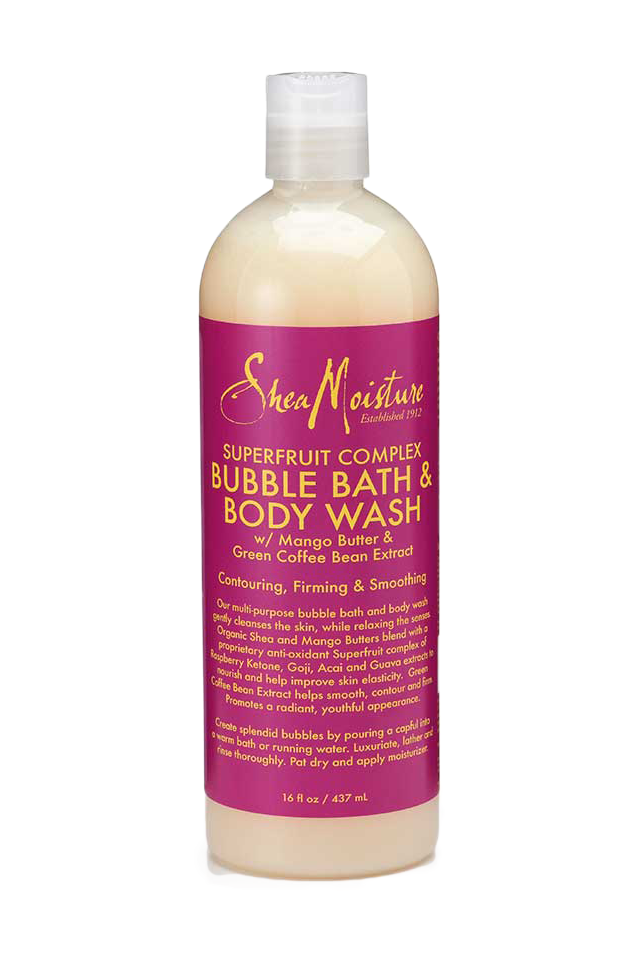 Shea Moisture
Established 1912
SUPERFRUIT COMPLEX
BUBBLE BATH &
BODY WASH
w/ Mango Butter &
Green Coffee Bean Extract
Contouring, Firming & Smoothing
Our multi-purpose bubble bath and body wash
gently cleanses the skin, while relaxing the senses.
Organic Shea and Mango Butters blend with a
proprietary anti-oxidant Superfruit complex of
Raspberry Ketone, Goji, Acai and Guava extracts to
nourish and help improve skin elasticity. Green
Coffee Bean Extract helps smooth, contour and firm.
Promotes a radiant, youthful appearance.
Create splendid bubbles by pouring a capful into
a warm bath or running water. Luxuriate, lather and
rinse thoroughly. Pat dry and apply moisturizer.
16 fl oz / 437 mL